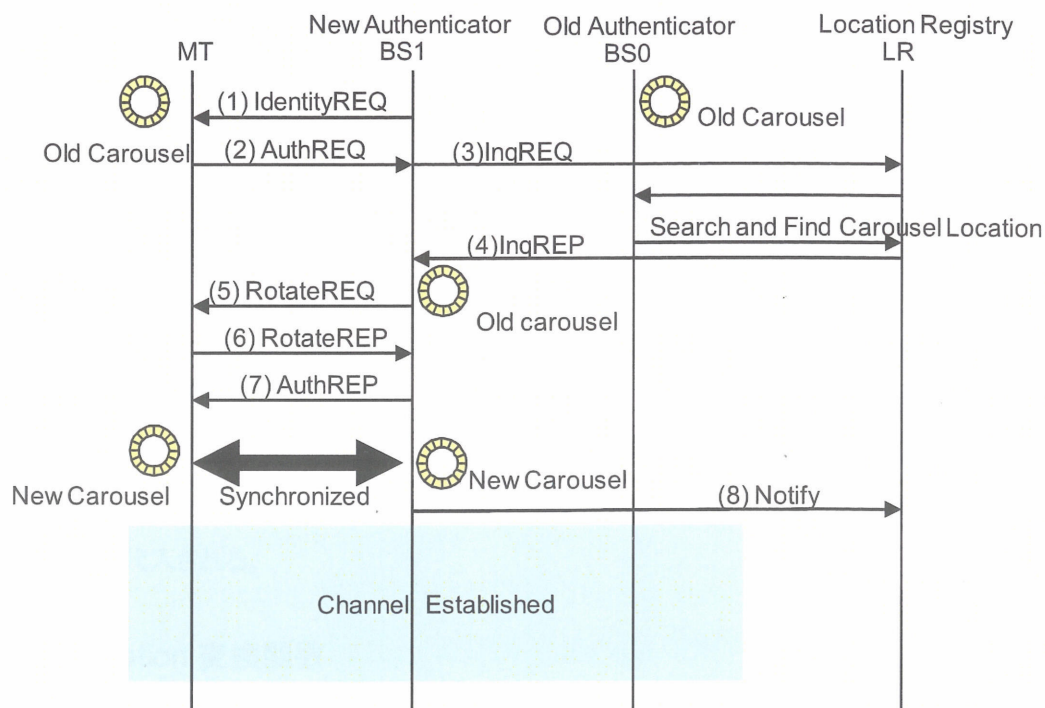 New Authenticator
Old Authenticator
Location Registry
MT
BS1
BS0
LR
(1) IdentityREQ
Old Carousel
Old Carousel
(2) AuthREQ
(3)InqREQ
Search and Find Carousel Location
(4)InqREP
(5) RotateREQ
Old carousel
(6) RotateREP
(7) AuthREP
New Carousel
Synchronized
New Carousel
(8) Notify
Channel Established